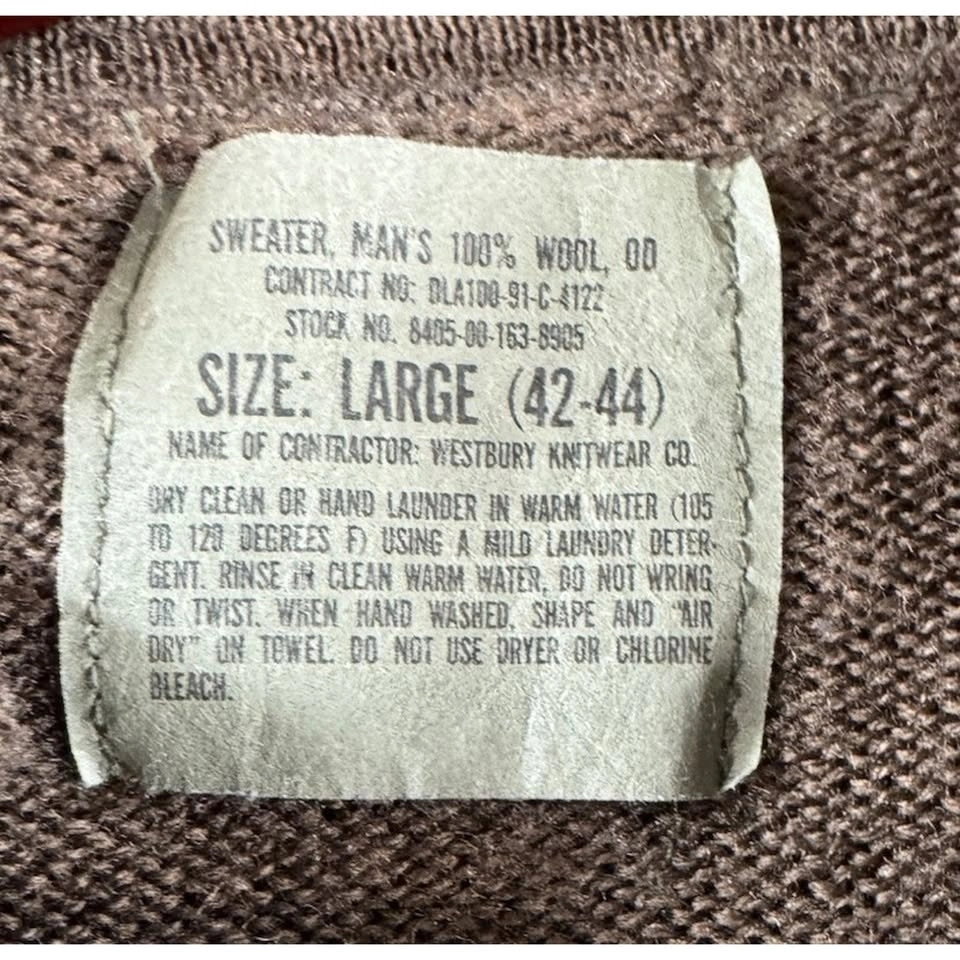 SWEATER, MAN'S 100% WOOL, OD
CONTRACT NO: DLA100-91-C-4122
STOCK NO. 8405-00-163-8905
SIZE: LARGE (42-44)
NAME OF CONTRACTOR: WESTBURY KNITWEAR CO.
DRY CLEAN OR HAND LAUNDER IN WARM WATER (105
TO 120 DEGREES F) USING A MILD LAUNDRY DETER-
GENT. RINSE IN CLEAN WARM WATER, DO NOT WRING
OR TWIST. WHEN HAND WASHED, SHAPE AND "AIR
DRY" ON TOWEL. DO NOT USE DRYER OR CHLORINE
BLEACH.